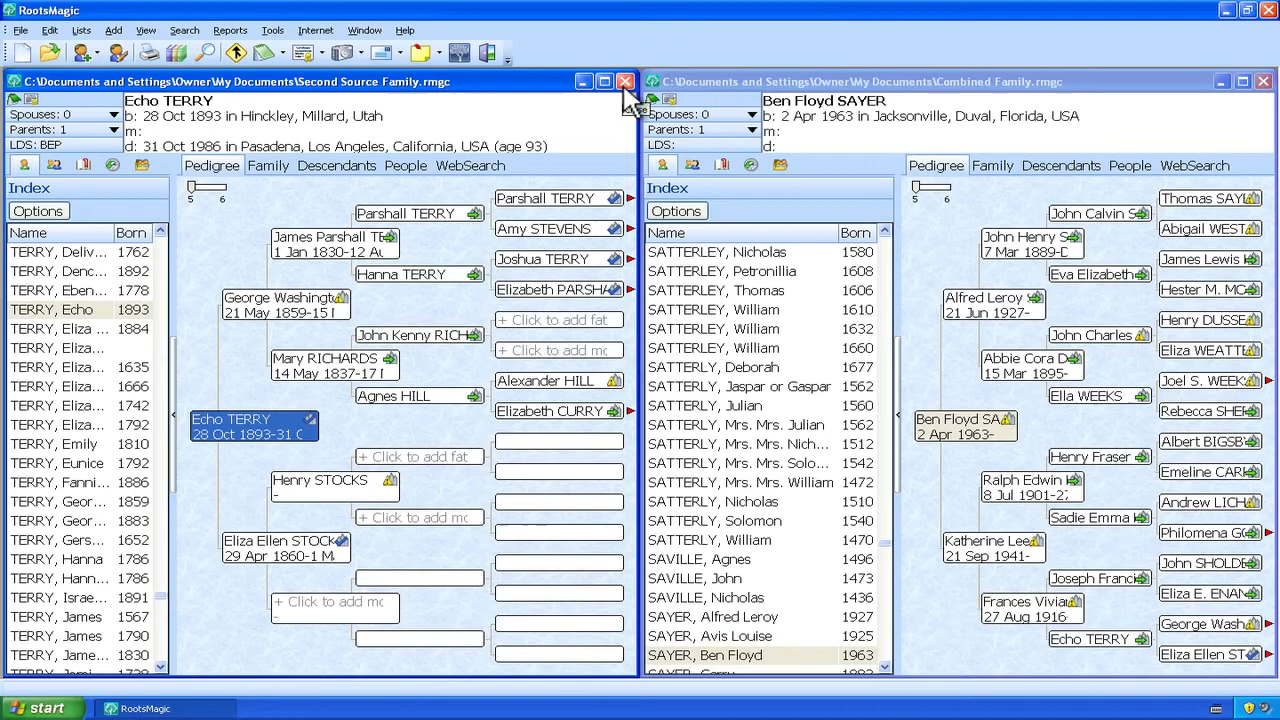 RootsMagic
File Edit Lists Add View Search Reports Tools Internet Window Help
C:\Documents and Settings\Owner\My Documents\Second Source Family.rmgc
Echo TERRY
Spouses: 0
b: 28 Oct 1893 in Hinckley, Millard, Utah
Parents: 1
m:
LDS: BEP
d: 31 Oct 1986 in Pasadena, Los Angeles, California, USA (age 93)
Pedigree Family Descendants People WebSearch
Index
Options
Name Born
TERRY, Deliv... 1762
TERRY, Denc... 1892
TERRY, Eben... 1778
TERRY, Echo 1893
TERRY, Eliza ... 1884
TERRY, Eliza...
TERRY, Eliza... 1635
TERRY, Eliza... 1666
TERRY, Eliza... 1742
TERRY, Eliza... 1792
TERRY, Emily 1810
TERRY, Eunice 1792
TERRY, Fanni... 1886
TERRY, Geor... 1859
TERRY, Geor... 1883
TERRY, Gers... 1652
TERRY, Hanna 1786
TERRY, Hann... 1786
TERRY, Israe... 1891
TERRY, James 1567
TERRY, James 1790
TERRY, Jame... 1830
5 6
Echo TERRY
28 Oct 1893-31 O
George Washingt
21 May 1859-15
Eliza Ellen STOCK
29 Apr 1860-1 M
James Parshall TE
1 Jan 1830-12 Au
Mary RICHARDS
14 May 1837-17
Henry STOCKS
-
+ Click to add mo
-
Parshall TERRY
Hanna TERRY
John Kenny RICH
Agnes HILL
+ Click to add fat
+ Click to add mo
Parshall TERRY
Amy STEVENS
Joshua TERRY
Elizabeth PARSHA
+ Click to add fat
+ Click to add mo
Alexander HILL
Elizabeth CURRY
C:\Documents and Settings\Owner\My Documents\Combined Family.rmgc
Ben Floyd SAYER
Spouses: 0
b: 2 Apr 1963 in Jacksonville, Duval, Florida, USA
Parents: 1
m:
LDS:
d:
Pedigree Family Descendants People WebSearch
Index
Options
Name Born
SATTERLEY, Nicholas 1580
SATTERLEY, Petronillia 1608
SATTERLEY, Thomas 1606
SATTERLEY, William 1610
SATTERLEY, William 1632
SATTERLEY, William 1660
SATTERLY, Deborah 1677
SATTERLY, Jaspar or Gaspar 1562
SATTERLY, Julian 1560
SATTERLY, Mrs. Mrs. Julian 1562
SATTERLY, Mrs. Mrs. Nich... 1512
SATTERLY, Mrs. Mrs. Solo... 1542
SATTERLY, Mrs. Mrs. William 1472
SATTERLY, Nicholas 1510
SATTERLY, Solomon 1540
SATTERLY, William 1470
SAVILLE, Agnes 1496
SAVILLE, John 1473
SAVILLE, Nicholas 1436
SAYER, Alfred Leroy 1927
SAYER, Avis Louise 1925
SAYER, Ben Floyd 1963
5 6
Ben Floyd SA
2 Apr 1963-
Alfred Leroy
21 Jun 1927-
Katherine Lee
21 Sep 1941-
John Henry S
7 Mar 1889-D
Abbie Cora D
15 Mar 1895-
Ralph Edwin
8 Jul 1901-2
Frances Vivia
27 Aug 1916-
John Calvin S
Eva Elizabeth
John Charles
Ella WEEKS
Henry Fraser
Sadie Emma
Joseph Franci
Echo TERRY
Thomas SAY
Abigail WEST
James Lewis
Hester M. MC
Henry DUSSE
Eliza WEATT
Joel S. WEEK
Rebecca SHE
Albert BIGSB
Emeline CAR
Andrew LICH
Philomena GO
John SHOLDE
Eliza E. ENAN
George Wash
Eliza Ellen ST
start
RootsMagic